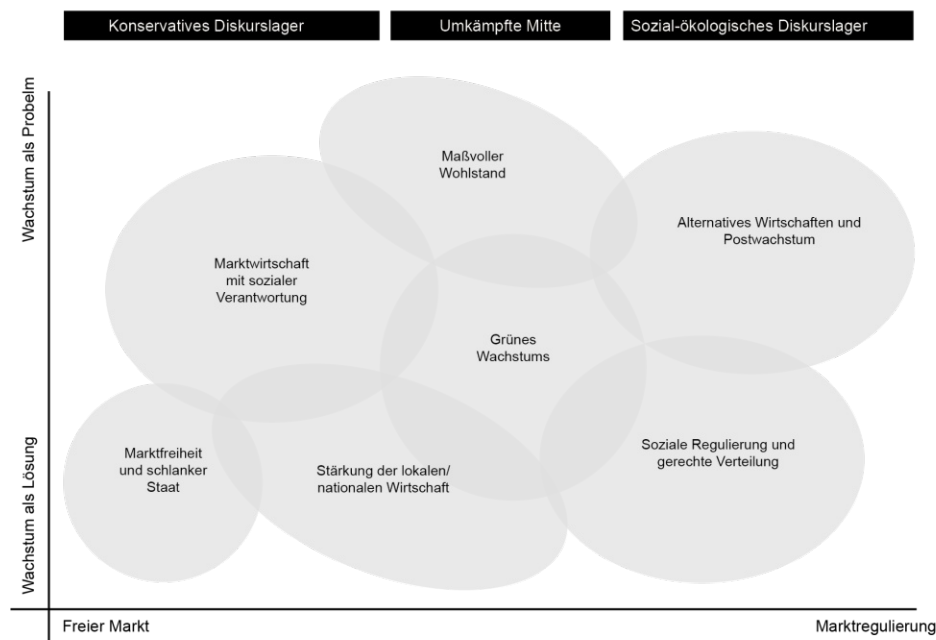 Konservatives Diskurslager
Umkämpfte Mitte
Sozial-ökologisches Diskurslager
Wachstum als Probelm
Wachstum als Lösung
Maßvoller
Wohlstand
Alternatives Wirtschaften und
Postwachstum
Marktwirtschaft
mit sozialer
Verantwortung
Grünes
Wachstums
Marktfreiheit
und schlanker
Staat
Stärkung der lokalen/
nationalen Wirtschaft
Soziale Regulierung und
gerechte Verteilung
Freier Markt
Marktregulierung